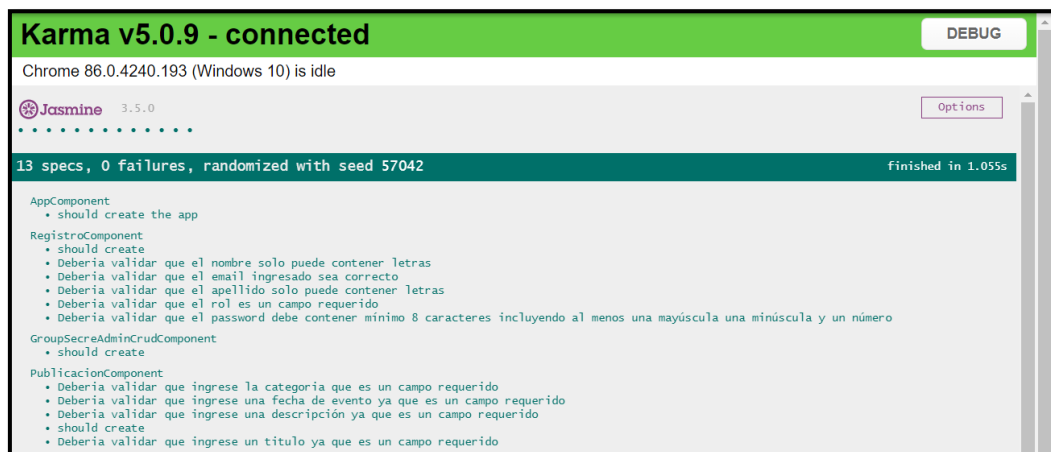 Karma v5.0.9 - connected
DEBUG
Chrome 86.0.4240.193 (Windows 10) is idle
Jasmine 3.5.0
Options
13 specs, 0 failures, randomized with seed 57042
finished in 1.055s
AppComponent
• should create the app
RegistroComponent
• should create
• Deberia validar que el nombre solo puede contener letras
• Deberia validar que el email ingresado sea correcto
• Deberia validar que el apellido solo puede contener letras
• Deberia validar que el rol es un campo requerido
• Deberia validar que el password debe contener mínimo 8 caracteres incluyendo al menos una mayúscula una minúscula y un número
GroupSecreAdminCrudComponent
• should create
PublicacionComponent
• Deberia validar que ingrese la categoria que es un campo requerido
• Deberia validar que ingrese una fecha de evento ya que es un campo requerido
• Deberia validar que ingrese una descripción ya que es un campo requerido
• should create
• Deberia validar que ingrese un titulo ya que es un campo requerido